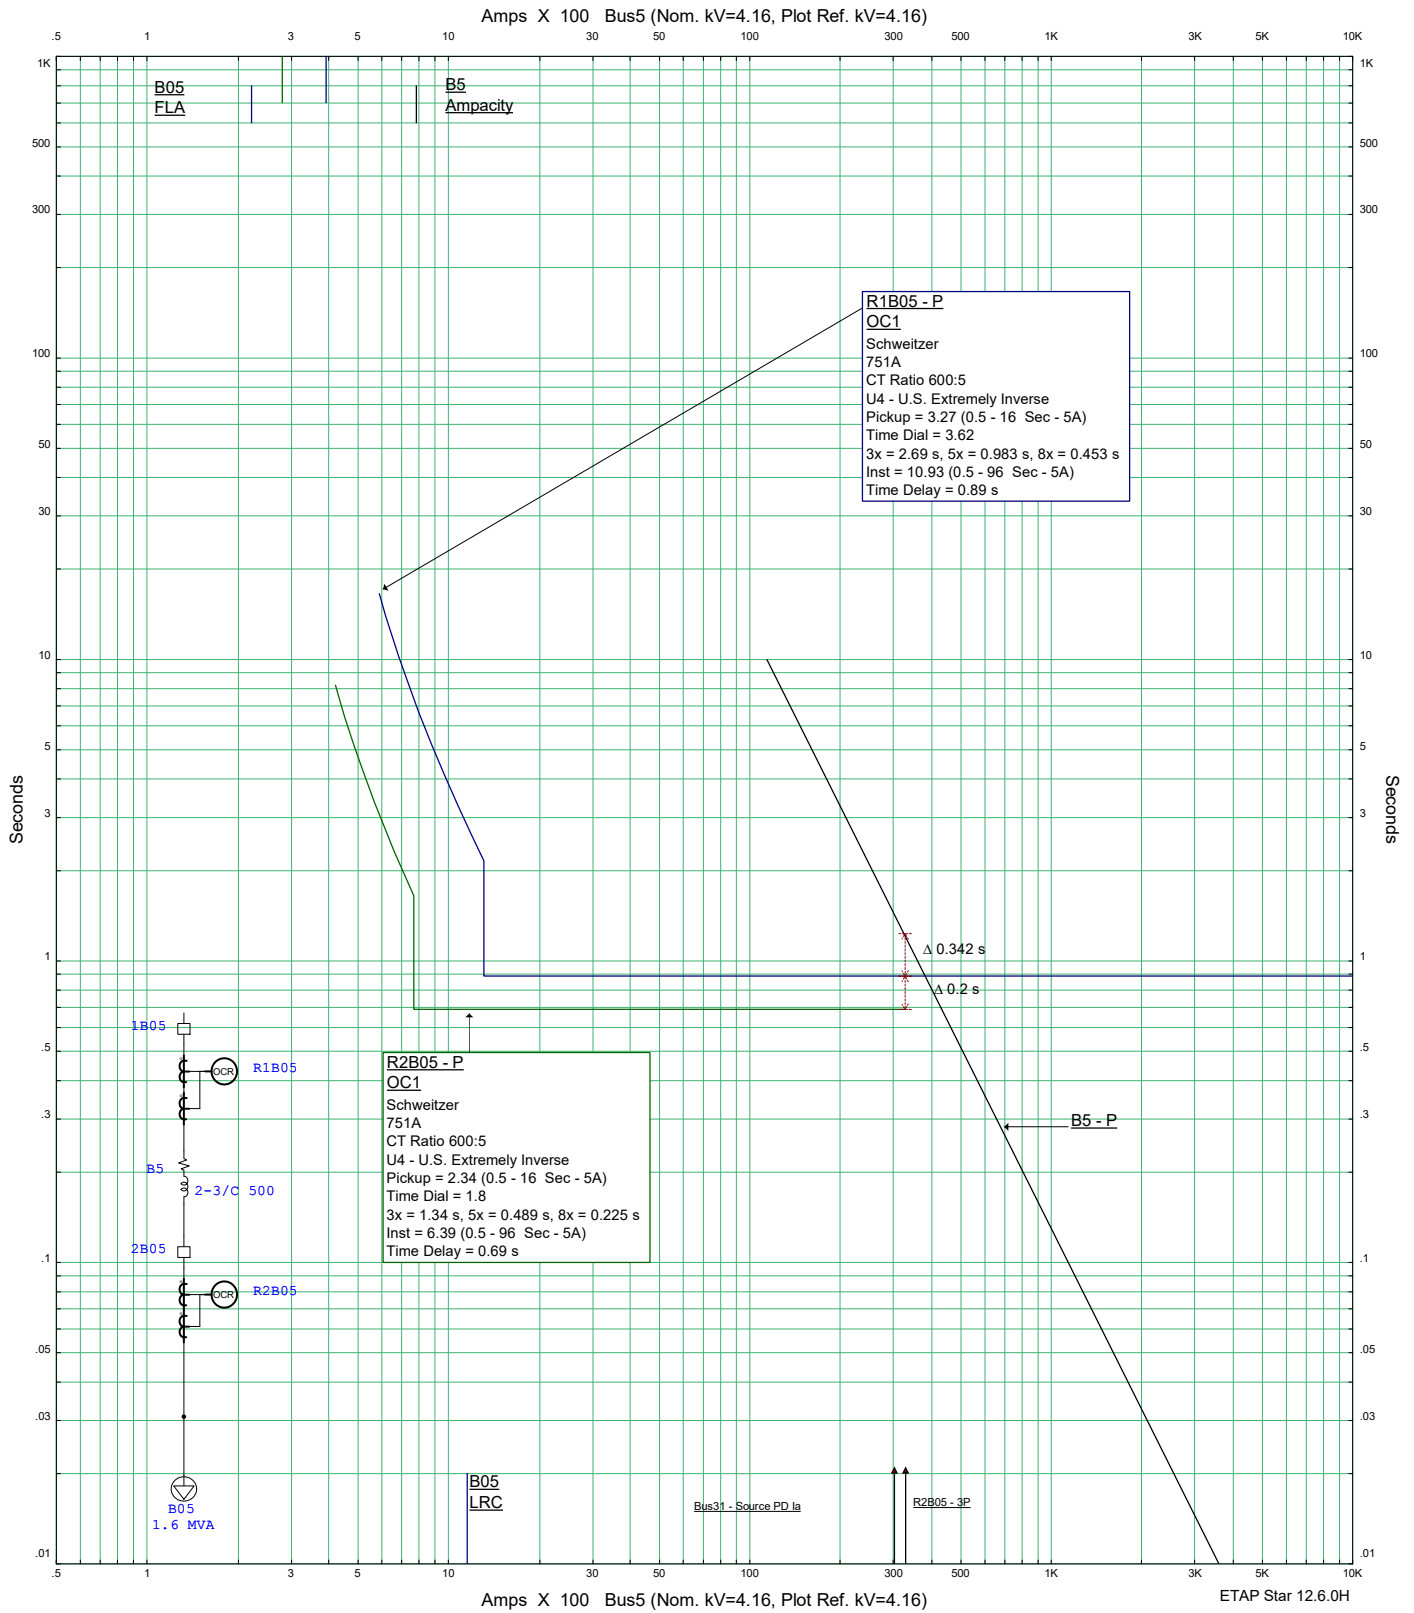 Amps X 100 Bus5 (Nom. kV=4.16, Plot Ref. kV=4.16)
.5 1 3 5 10 30 50 100 300 500 1K 3K 5K 10K
1K 1K
B05
FLA
B5
Ampacity
500 500
300 300
R1B05 - P
OC1
Schweitzer
751A
CT Ratio 600:5
U4 - U.S. Extremely Inverse
Pickup = 3.27 (0.5 - 16 Sec - 5A)
Time Dial = 3.62
3x = 2.69 s, 5x = 0.983 s, 8x = 0.453 s
Inst = 10.93 (0.5 - 96 Sec - 5A)
Time Delay = 0.89 s
100 100
50 50
30 30
10 10
5 5
Seconds
Seconds
3 3
Δ 0.342 s
1 1
Δ 0.2 s
.5 .5
1B05
OCR
R1B05
B5
2-3/C 500
2B05
OCR
R2B05
B05
1.6 MVA
R2B05 - P
OC1
Schweitzer
751A
CT Ratio 600:5
U4 - U.S. Extremely Inverse
Pickup = 2.34 (0.5 - 16 Sec - 5A)
Time Dial = 1.8
3x = 1.34 s, 5x = 0.489 s, 8x = 0.225 s
Inst = 6.39 (0.5 - 96 Sec - 5A)
Time Delay = 0.69 s
B5 - P
.3 .3
.1 .1
.05 .05
.03 .03
B05
LRC
Bus31 - Source PD Ia
R2B05 - 3P
.01 .01
.5 1 3 5 10 30 50 100 300 500 1K 3K 5K 10K
Amps X 100 Bus5 (Nom. kV=4.16, Plot Ref. kV=4.16)
ETAP Star 12.6.0H